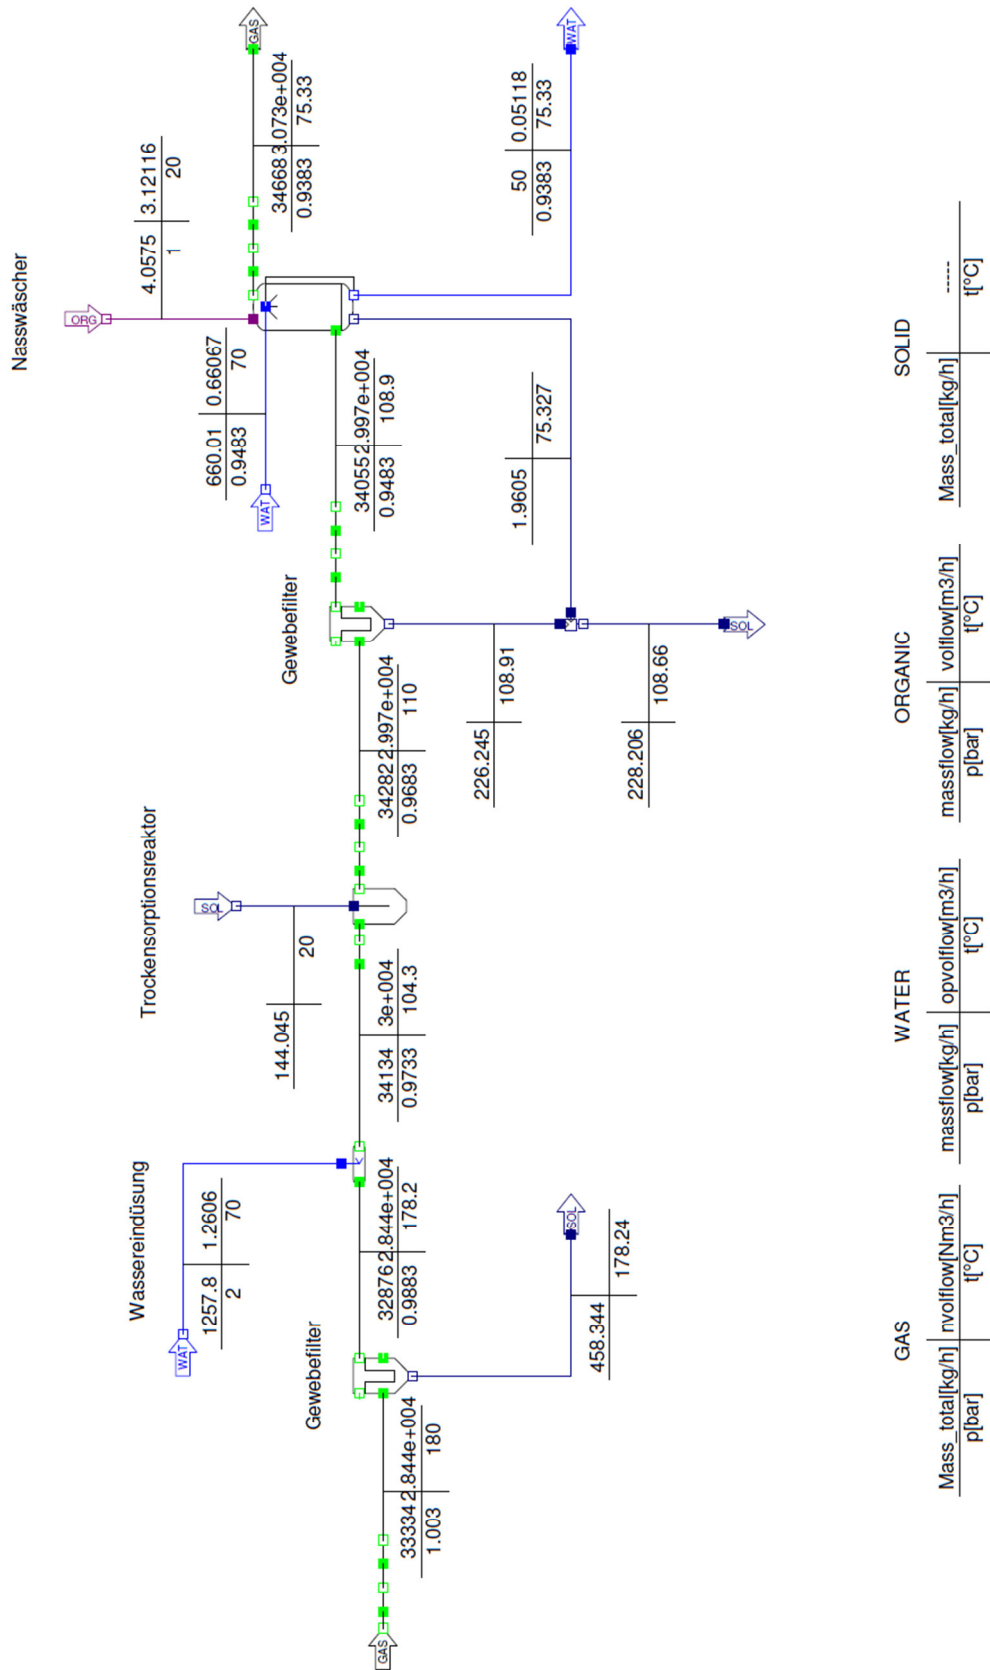 Nasswäscher
Gewebefilter
Trockensorptionsreaktor
Wassereindüsung
Gewebefilter
GAS
33334 2.844e+004
1.003 180
458.344
178.24
SOL
32876 2.844e+004
0.9883 178.2
WAT
1257.8 1.2606
2 70
34134 3e+004
0.9733 104.3
SOL
144.045
20
34282 2.997e+004
0.9683 110
226.245
108.91
228.206
108.66
SOL
34055 2.997e+004
0.9483 108.9
1.9605
75.327
WAT
660.01 0.66067
0.9483 70
ORG
4.0575 3.12116
1 20
34668 3.073e+004
0.9383 75.33
GAS
50 0.05118
0.9383 75.33
WAT
GAS
Mass_total[kg/h] nvolflow[Nm3/h]
p[bar] t[°C]
WATER
massflow[kg/h] opvolflow[m3/h]
p[bar] t[°C]
ORGANIC
massflow[kg/h] volflow[m3/h]
p[bar] t[°C]
SOLID
Mass_total[kg/h] -----
t[°C]